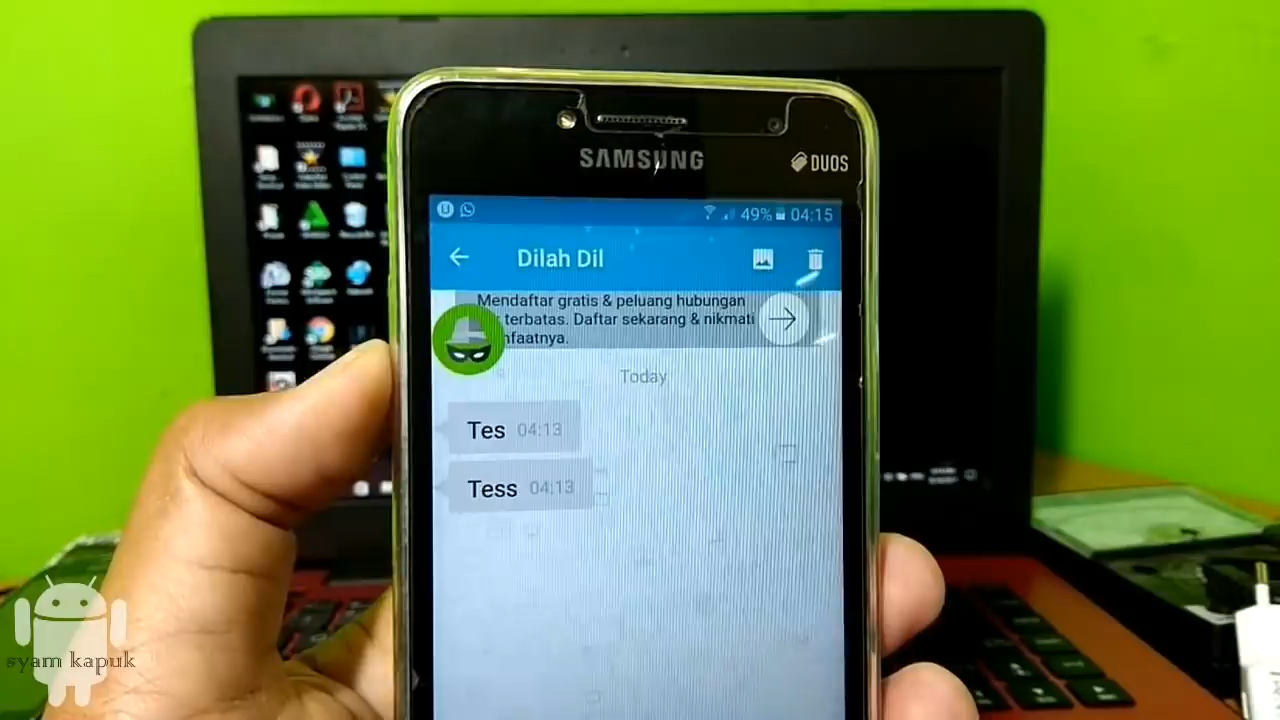 SAMSUNG
DUOS
49% 04:15
Dilah Dil
Mendaftar gratis & peluang hubungan
terbatas. Daftar sekarang & nikmati
nfaatnya.
Today
Tes 04:13
Tess 04:13
syam kapuk